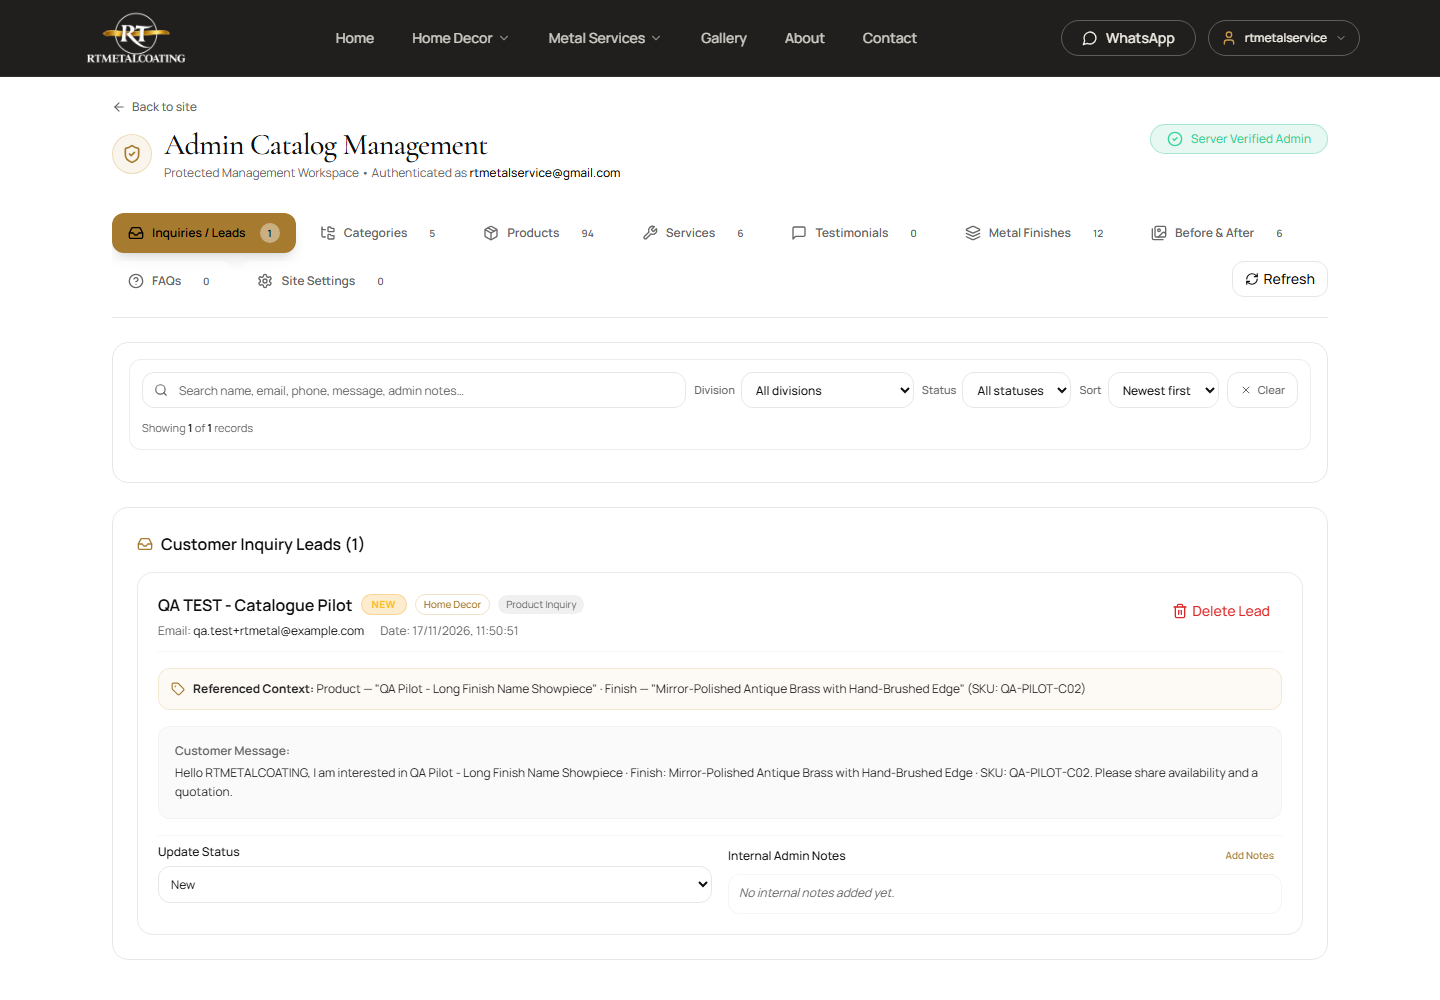 RT
RTMETALCOATING
Home
Home Decor
Metal Services
Gallery
About
Contact
WhatsApp
rtmetalservice
Back to site
Admin Catalog Management
Protected Management Workspace • Authenticated as rtmetalservice@gmail.com
Server Verified Admin
Inquiries / Leads 1
Categories 5
Products 94
Services 6
Testimonials 0
Metal Finishes 12
Before & After 6
FAQs 0
Site Settings 0
Refresh
Search name, email, phone, message, admin notes...
Division All divisions
Status All statuses
Sort Newest first
Clear
Showing 1 of 1 records
Customer Inquiry Leads (1)
QA TEST - Catalogue Pilot NEW Home Decor Product Inquiry
Delete Lead
Email: qa.test+rtmetal@example.com Date: 17/11/2026, 11:50:51
Referenced Context: Product — "QA Pilot - Long Finish Name Showpiece" · Finish — "Mirror-Polished Antique Brass with Hand-Brushed Edge" (SKU: QA-PILOT-C02)
Customer Message:
Hello RTMETALCOATING, I am interested in QA Pilot - Long Finish Name Showpiece · Finish: Mirror-Polished Antique Brass with Hand-Brushed Edge · SKU: QA-PILOT-C02. Please share availability and a
quotation.
Update Status
New
Internal Admin Notes
Add Notes
No internal notes added yet.